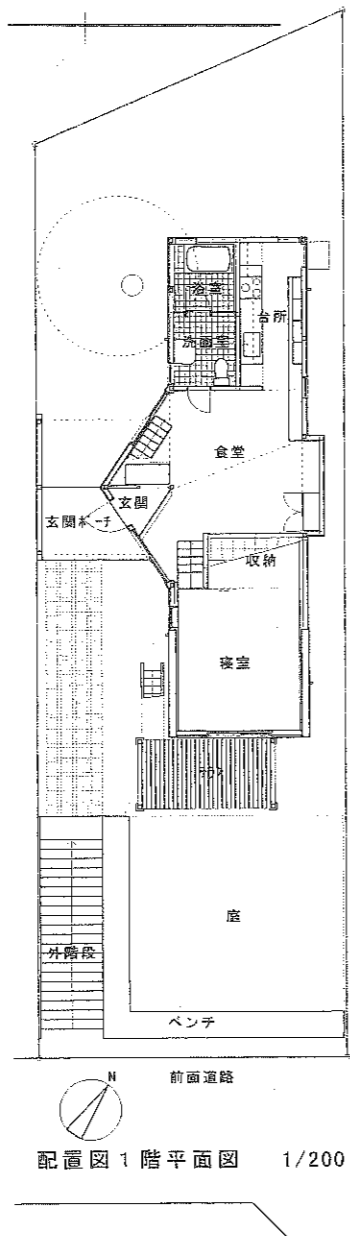 浴室
台所
洗面室
食堂
玄関
玄関ポーチ
収納
寝室
テラス
庭
外階段
ベンチ
N
前面道路
配置図1階平面図 1/200